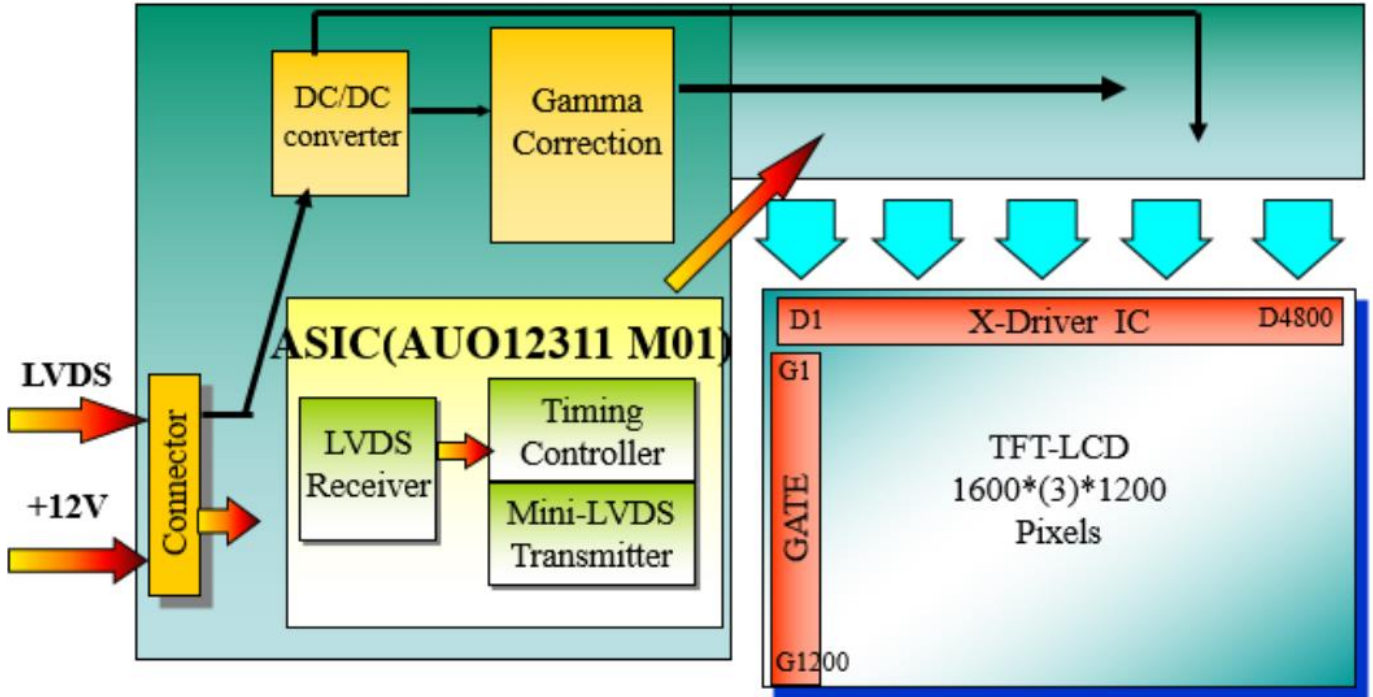 DC/DC
converter
Gamma
Correction
LVDS
+12V
Connector
ASIC(AUO12311 M01)
LVDS
Receiver
Timing
Controller
Mini-LVDS
Transmitter
D1
X-Driver IC
D4800
G1
GATE
G1200
TFT-LCD
1600*(3)*1200
Pixels